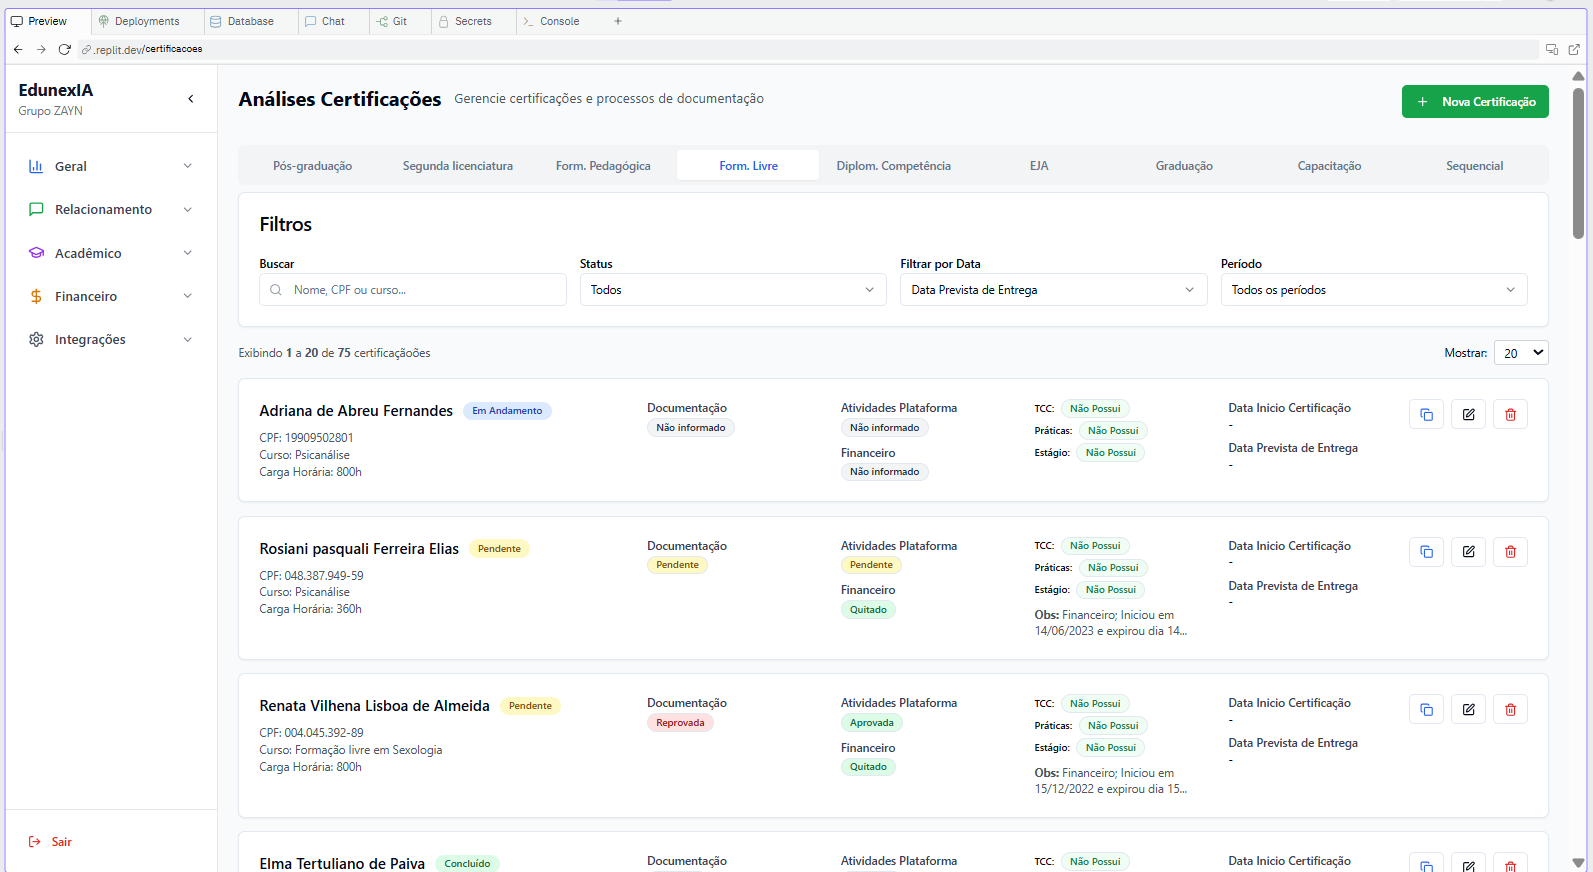 Preview
Deployments
Database
Chat
Git
Secrets
Console
.replit.dev/certificacoes
EdunexIA
Grupo ZAYN
Geral
Relacionamento
Acadêmico
Financeiro
Integrações
Sair
Análises Certificações
Gerencie certificações e processos de documentação
+ Nova Certificação
Pós-graduação
Segunda licenciatura
Form. Pedagógica
Form. Livre
Diplom. Competência
EJA
Graduação
Capacitação
Sequencial
Filtros
Buscar
Nome, CPF ou curso...
Status
Todos
Filtrar por Data
Data Prevista de Entrega
Período
Todos os períodos
Exibindo 1 a 20 de 75 certificaçãoões
Mostrar: 20
Adriana de Abreu Fernandes Em Andamento
CPF: 19909502801
Curso: Psicanálise
Carga Horária: 800h
Documentação
Não informado
Atividades Plataforma
Não informado
Financeiro
Não informado
TCC: Não Possui
Práticas: Não Possui
Estágio: Não Possui
Data Inicio Certificação
-
Data Prevista de Entrega
-
Rosiani pasquali Ferreira Elias Pendente
CPF: 048.387.949-59
Curso: Psicanálise
Carga Horária: 360h
Documentação
Pendente
Atividades Plataforma
Pendente
Financeiro
Quitado
TCC: Não Possui
Práticas: Não Possui
Estágio: Não Possui
Obs: Financeiro; Iniciou em
14/06/2023 e expirou dia 14...
Data Inicio Certificação
-
Data Prevista de Entrega
-
Renata Vilhena Lisboa de Almeida Pendente
CPF: 004.045.392-89
Curso: Formação livre em Sexologia
Carga Horária: 800h
Documentação
Reprovada
Atividades Plataforma
Aprovada
Financeiro
Quitado
TCC: Não Possui
Práticas: Não Possui
Estágio: Não Possui
Obs: Financeiro; Iniciou em
15/12/2022 e expirou dia 15...
Data Inicio Certificação
-
Data Prevista de Entrega
-
Elma Tertuliano de Paiva Concluído
Documentação
Atividades Plataforma
TCC: Não Possui
Data Inicio Certificação